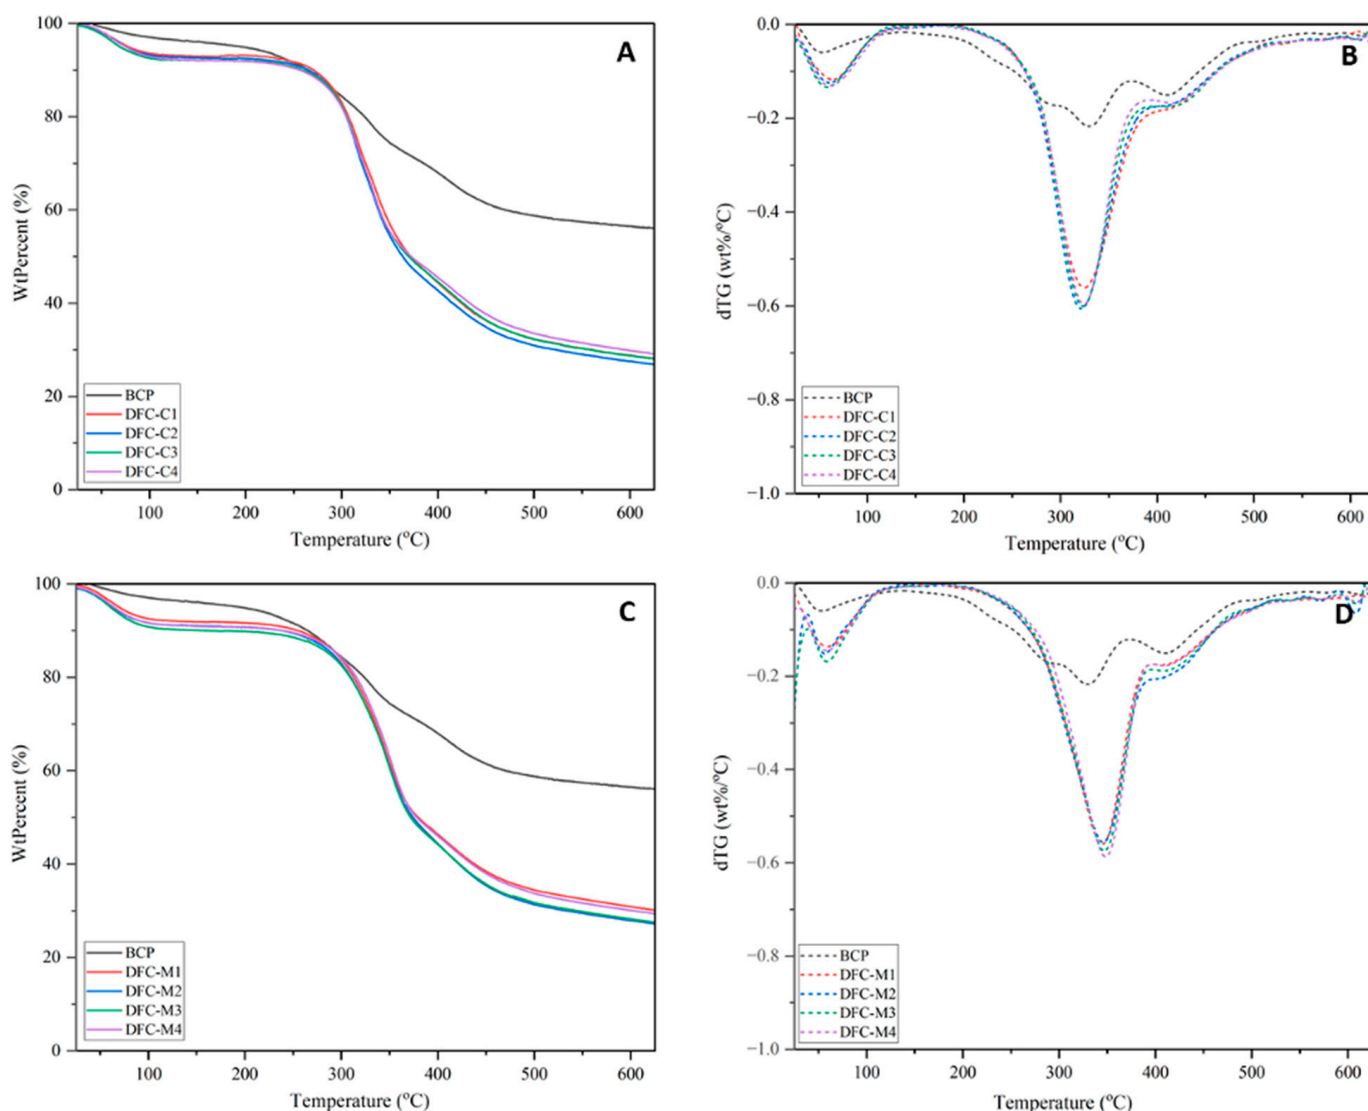 A
WtPercent (%)
100
80
60
40
20
0
BCP
DFC-C1
DFC-C2
DFC-C3
DFC-C4
100 200 300 400 500 600
Temperature (°C)
B
dTG (wt%/°C)
0.0
−0.2
−0.4
−0.6
−0.8
−1.0
BCP
DFC-C1
DFC-C2
DFC-C3
DFC-C4
100 200 300 400 500 600
Temperature (°C)
C
WtPercent (%)
100
80
60
40
20
0
BCP
DFC-M1
DFC-M2
DFC-M3
DFC-M4
100 200 300 400 500 600
Temperature (°C)
D
dTG (wt%/°C)
0.0
−0.2
−0.4
−0.6
−0.8
−1.0
BCP
DFC-M1
DFC-M2
DFC-M3
DFC-M4
100 200 300 400 500 600
Temperature (°C)